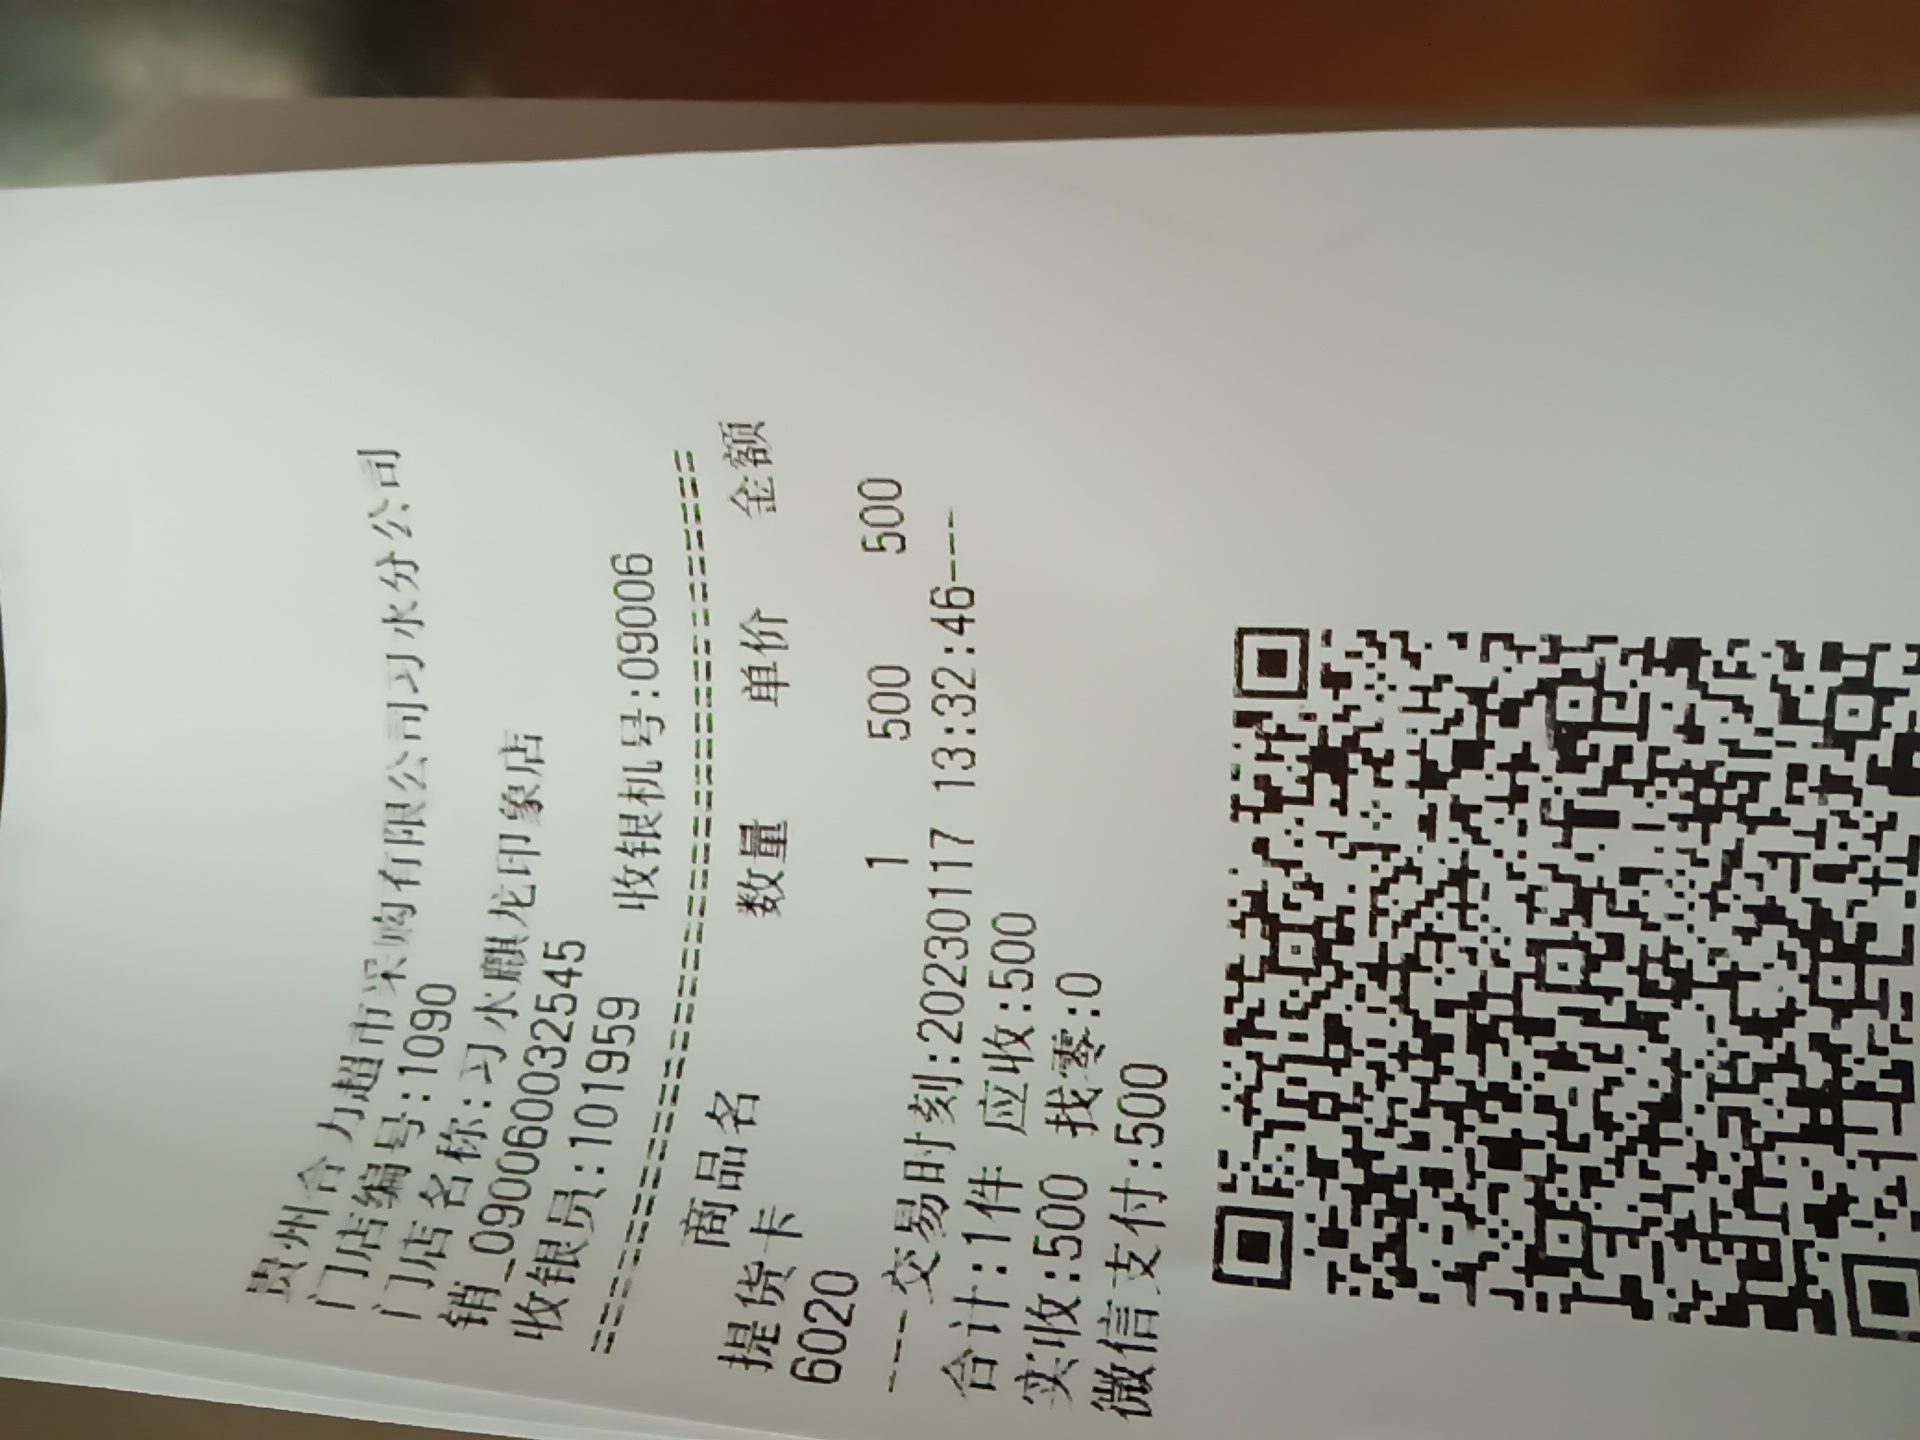 贵州合力超市采购有限公司习水分公司
门店编号:1090
门店名称:习水麒龙印象店
销_0900600032545
收银员:101959 收银机号:09006
========================================
商品名 数量 单价 金额
提货卡
6020 1 500 500
---交易时刻:20230117 13:32:46----
合计:1件 应收:500
实收:500 找零:0
微信支付:500